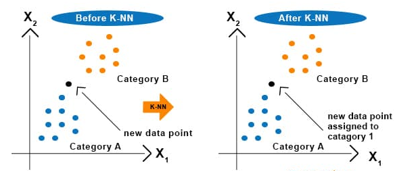 Before K-NN
X2
Category B
K-NN
new data point
Category A
X1
After K-NN
X2
Category B
new data point
assigned to
catagory 1
Category A
X1